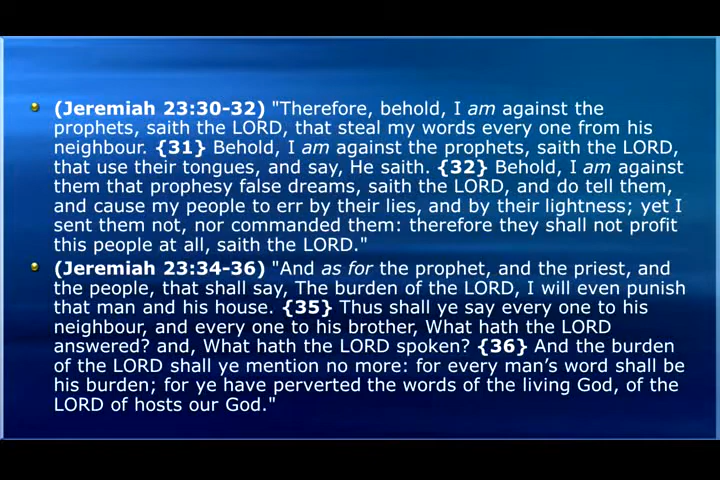 (Jeremiah 23:30-32) "Therefore, behold, I am against the
prophets, saith the LORD, that steal my words every one from his
neighbour. {31} Behold, I am against the prophets, saith the LORD,
that use their tongues, and say, He saith. {32} Behold, I am against
them that prophesy false dreams, saith the LORD, and do tell them,
and cause my people to err by their lies, and by their lightness; yet I
sent them not, nor commanded them: therefore they shall not profit
this people at all, saith the LORD."
(Jeremiah 23:34-36) "And as for the prophet, and the priest, and
the people, that shall say, The burden of the LORD, I will even punish
that man and his house. {35} Thus shall ye say every one to his
neighbour, and every one to his brother, What hath the LORD
answered? and, What hath the LORD spoken? {36} And the burden
of the LORD shall ye mention no more: for every man's word shall be
his burden; for ye have perverted the words of the living God, of the
LORD of hosts our God."